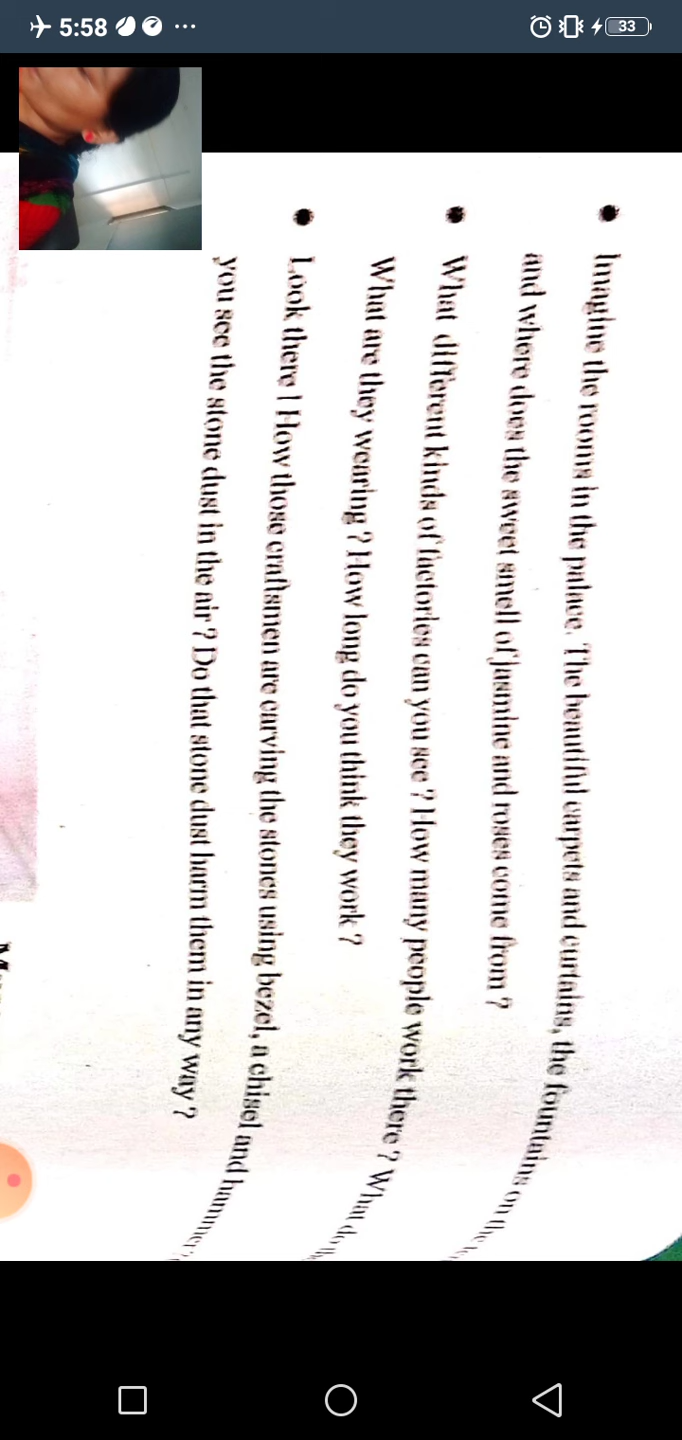 5:58
33
• Imagine the rooms in the palace. The beautiful carpets and curtains, the fountains on the
and where does the sweet smell of jasmine and roses come from ?
• What different kinds of factories can you see ? How many people work there ? What do
What are they wearing ? How long do you think they work ?
• Look there ! How those craftsmen are carving the stones using bezel, a chisel and hammer
you see the stone dust in the air ? Do that stone dust harm them in any way ?